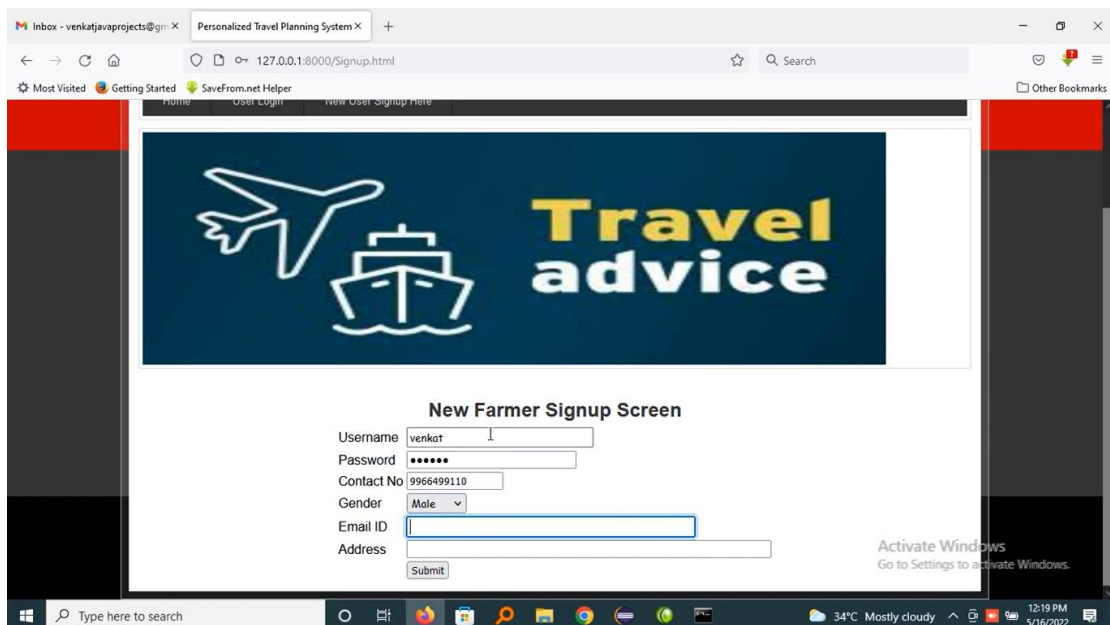 Inbox - venkatjavaprojects@gm
Personalized Travel Planning System
127.0.0.1:8000/Signup.html
Search
Most Visited
Getting Started
SaveFrom.net Helper
Other Bookmarks
Home
User Login
New User Signup Here
Travel
advice
New Farmer Signup Screen
Username venkat
Password ••••••
Contact No 9966499110
Gender Male
Email ID
Address
Submit
Activate Windows
Go to Settings to activate Windows.
Type here to search
34°C Mostly cloudy
12:19 PM
5/16/2022